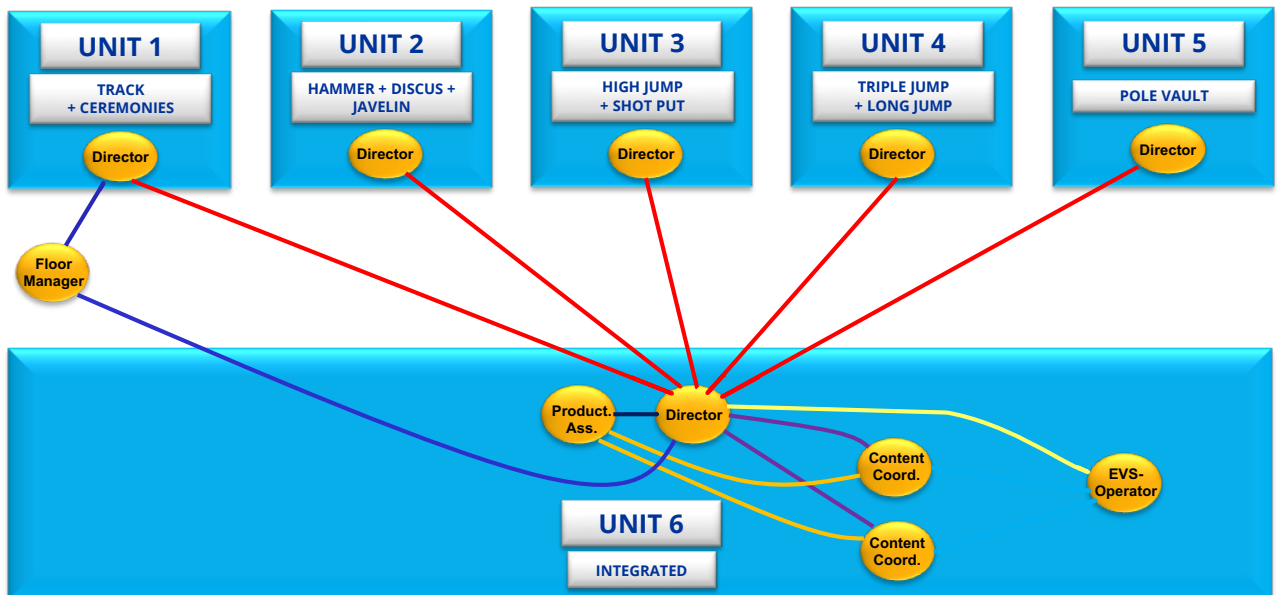 UNIT 1
TRACK
+ CEREMONIES
Director
UNIT 2
HAMMER + DISCUS +
JAVELIN
Director
UNIT 3
HIGH JUMP
+ SHOT PUT
Director
UNIT 4
TRIPLE JUMP
+ LONG JUMP
Director
UNIT 5
POLE VAULT
Director
Floor
Manager
Product.
Ass.
Director
Content
Coord.
EVS-
Operator
Content
Coord.
UNIT 6
INTEGRATED